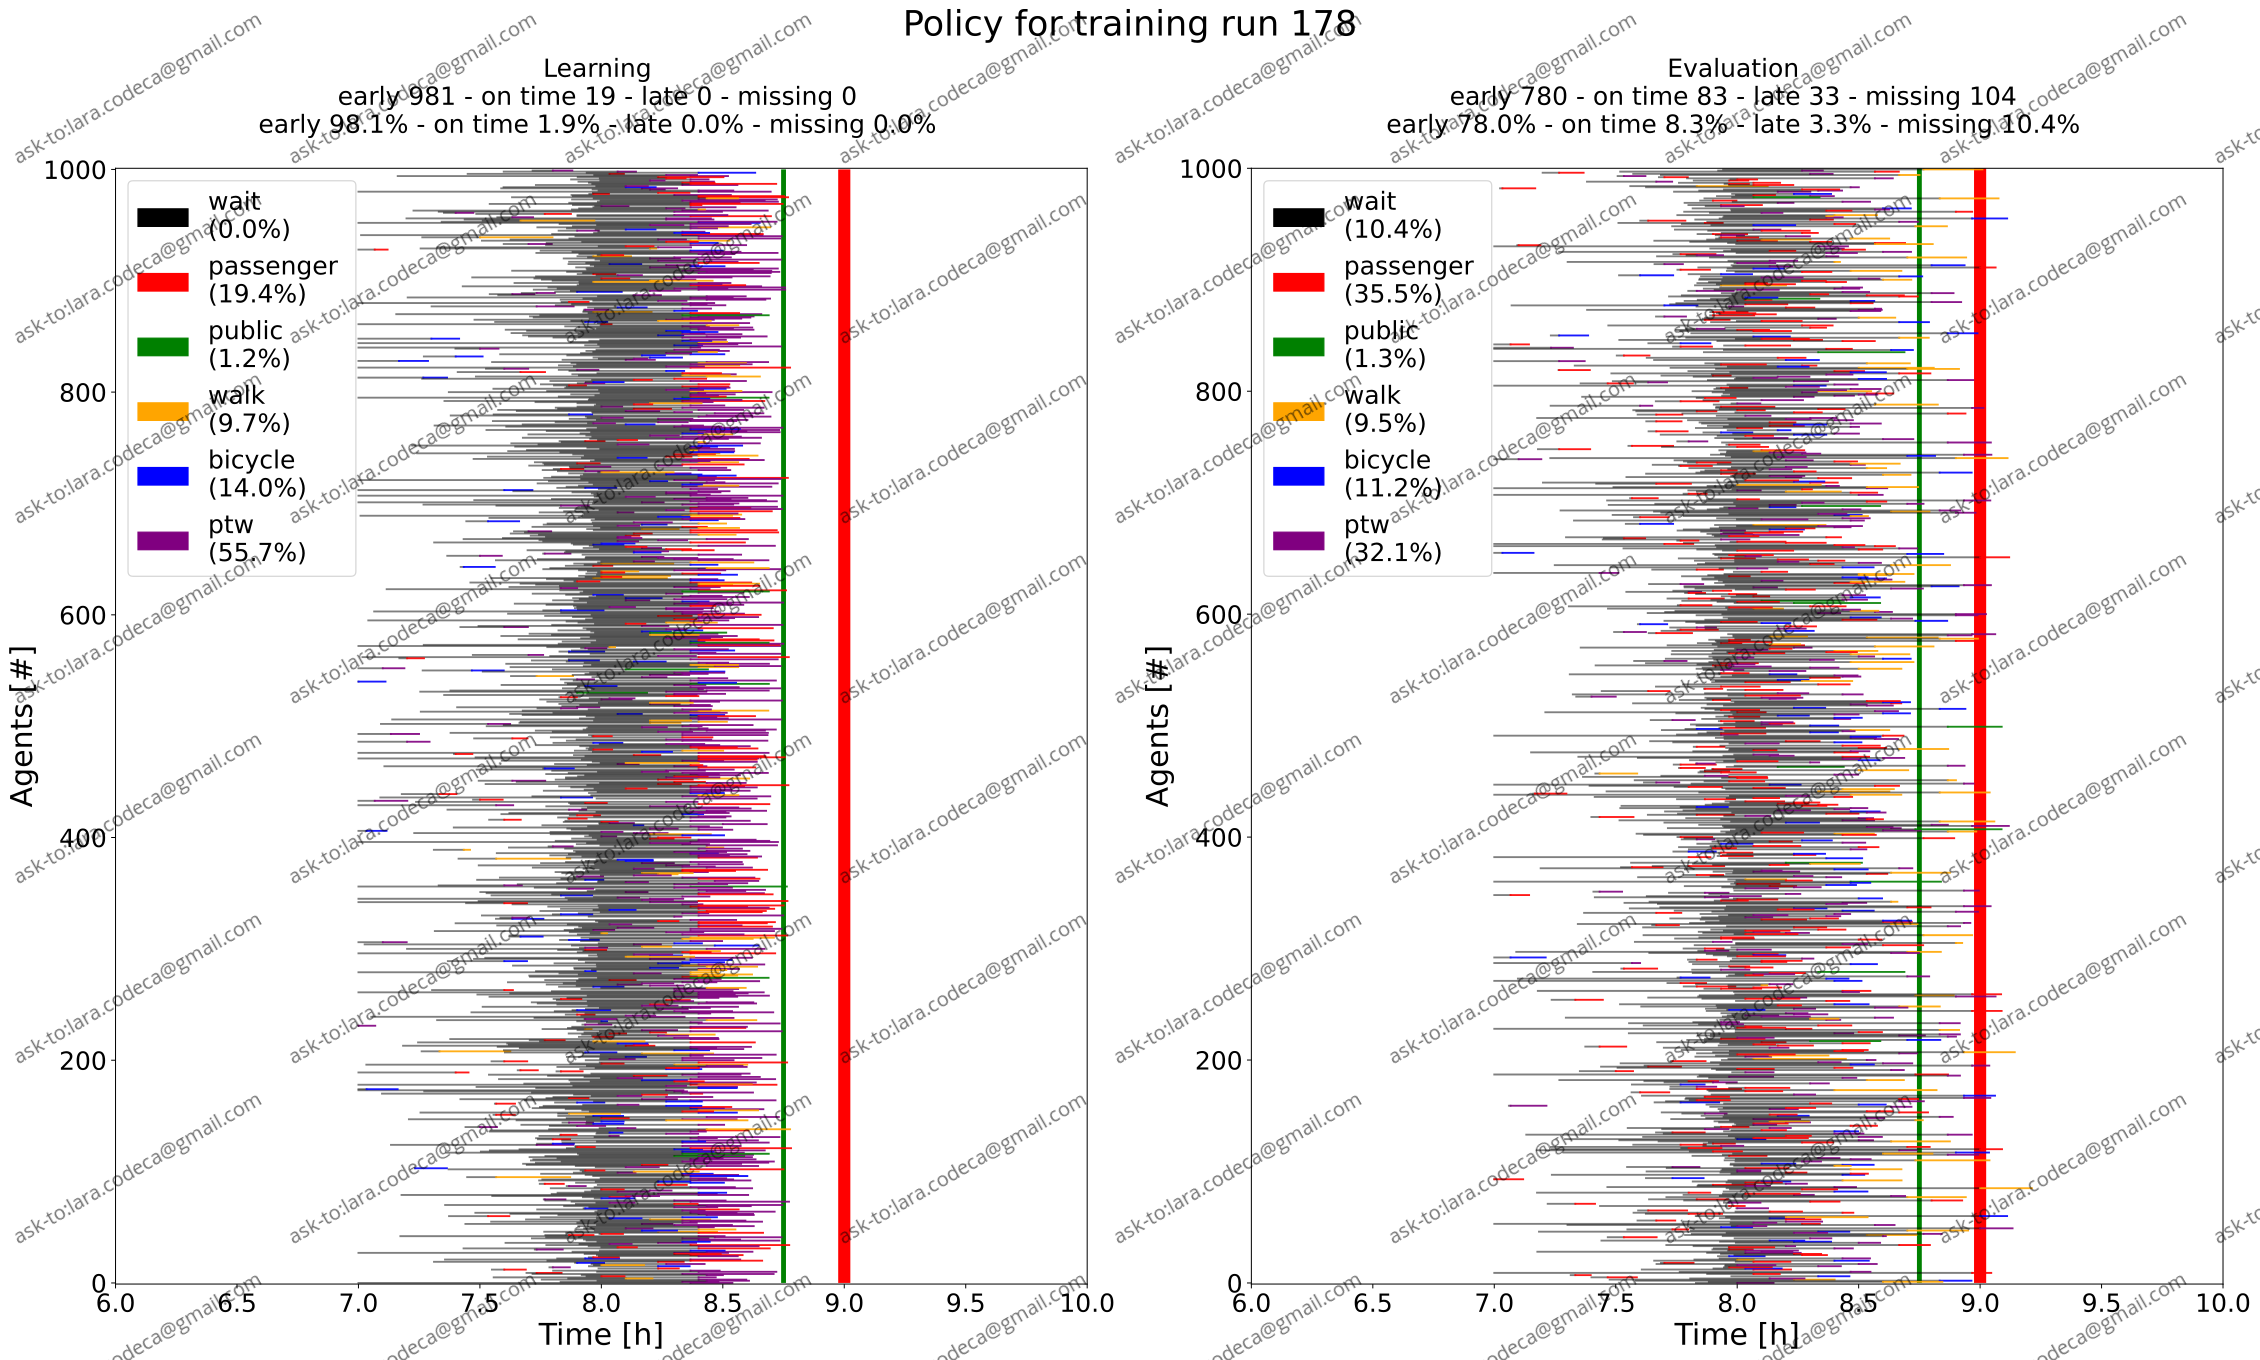 Policy for training run 178
Learning
early 981 - on time 19 - late 0 - missing 0
early 98.1% - on time 1.9% - late 0.0% - missing 0.0%
1000
800
600
400
200
0
Agents [#]
wait
(0.0%)
passenger
(19.4%)
public
(1.2%)
walk
(9.7%)
bicycle
(14.0%)
ptw
(55.7%)
6.0 6.5 7.0 7.5 8.0 8.5 9.0 9.5 10.0
Time [h]
Evaluation
early 780 - on time 83 - late 33 - missing 104
early 78.0% - on time 8.3% - late 3.3% - missing 10.4%
1000
800
600
400
200
0
Agents [#]
wait
(10.4%)
passenger
(35.5%)
public
(1.3%)
walk
(9.5%)
bicycle
(11.2%)
ptw
(32.1%)
6.0 6.5 7.0 7.5 8.0 8.5 9.0 9.5 10.0
Time [h]
ask-to:lara.codeca@gmail.com